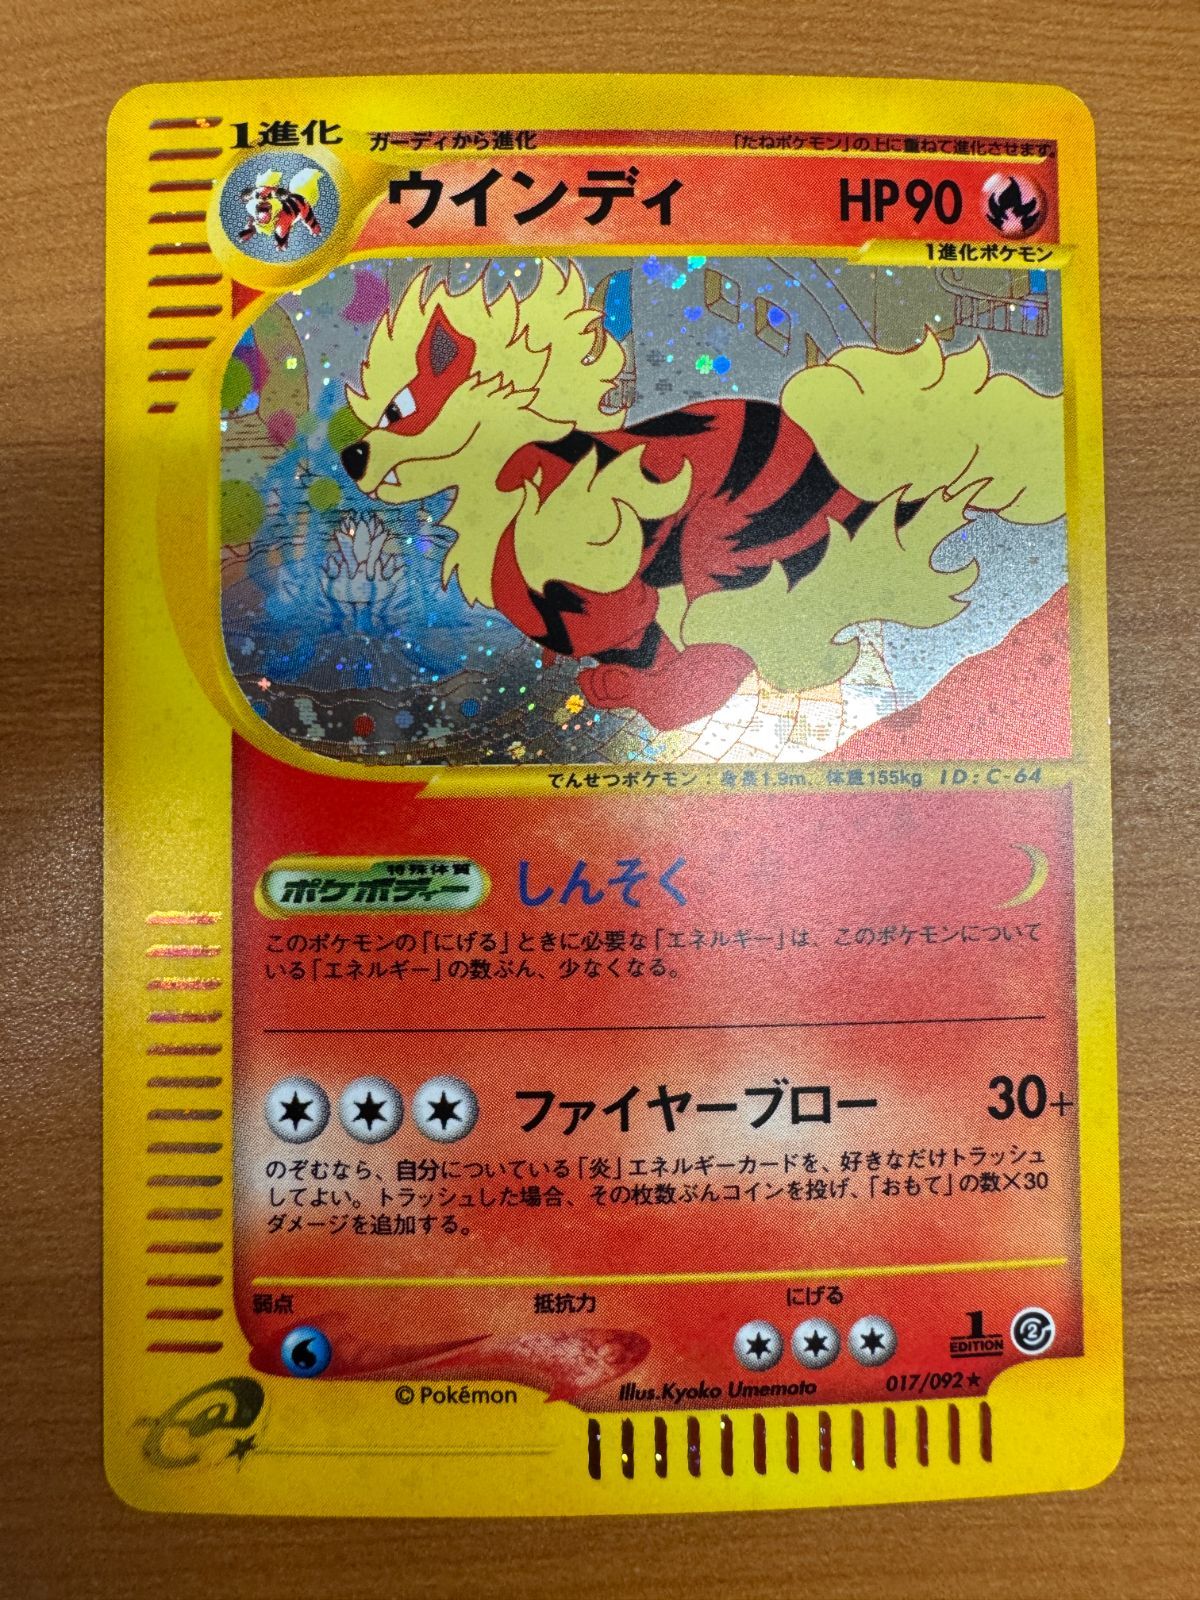 1進化 ガーディから進化 「たねポケモン」の上に重ねて進化させます。
ウインディ HP90
1進化ポケモン
でんせつポケモン：身長1.9m、体重155kg ID:C-64
特殊体質
ポケボディー しんそく
このポケモンの「にげる」ときに必要な「エネルギー」は、このポケモンについて
いる「エネルギー」の数ぶん、少なくなる。
ファイヤーブロー 30+
のぞむなら、自分についている「炎」エネルギーカードを、好きなだけトラッシュ
してよい。トラッシュした場合、その枚数ぶんコインを投げ、「おもて」の数×30
ダメージを追加する。
弱点 抵抗力 にげる
1 EDITION 2
© Pokémon Illus.Kyoko Umemoto 017/092★
e